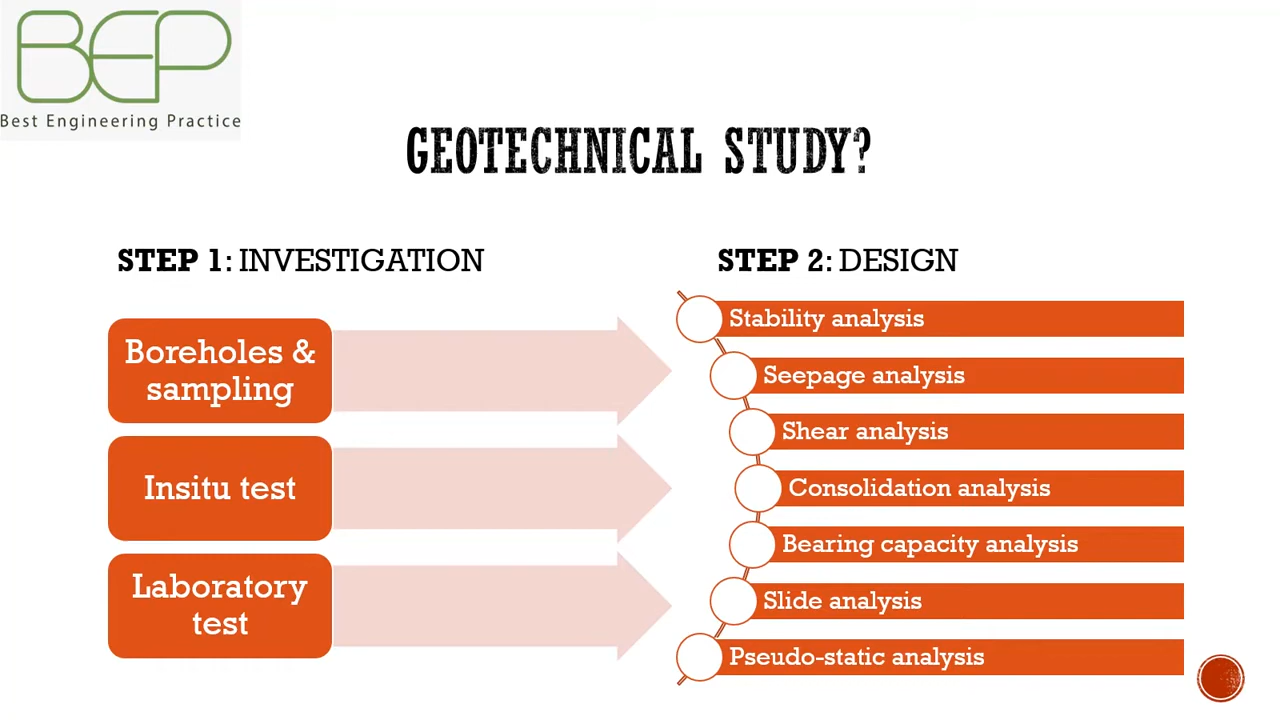 BEP
Best Engineering Practice
GEOTECHNICAL STUDY?
STEP 1: INVESTIGATION
Boreholes &
sampling
Insitu test
Laboratory
test
STEP 2: DESIGN
Stability analysis
Seepage analysis
Shear analysis
Consolidation analysis
Bearing capacity analysis
Slide analysis
Pseudo-static analysis